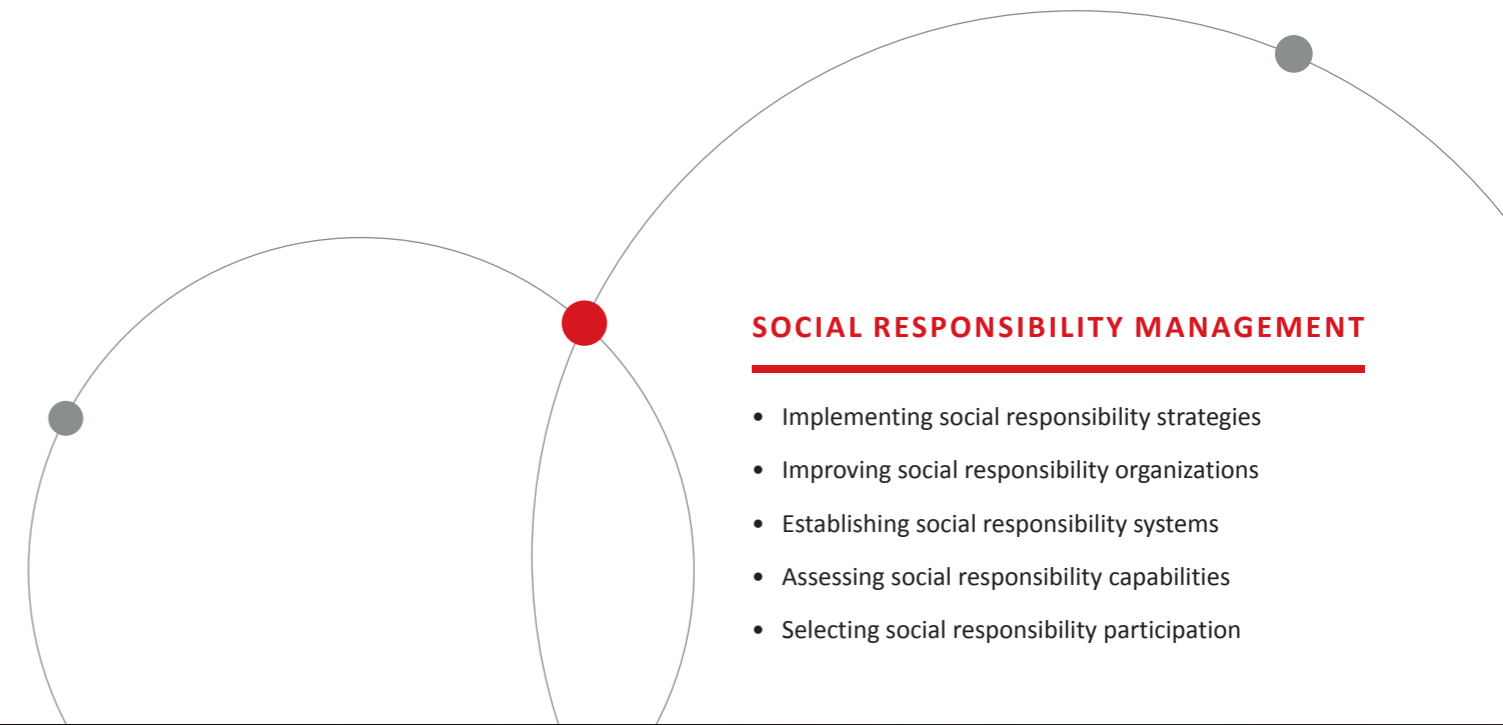 SOCIAL RESPONSIBILITY MANAGEMENT
• Implementing social responsibility strategies
• Improving social responsibility organizations
• Establishing social responsibility systems
• Assessing social responsibility capabilities
• Selecting social responsibility participation